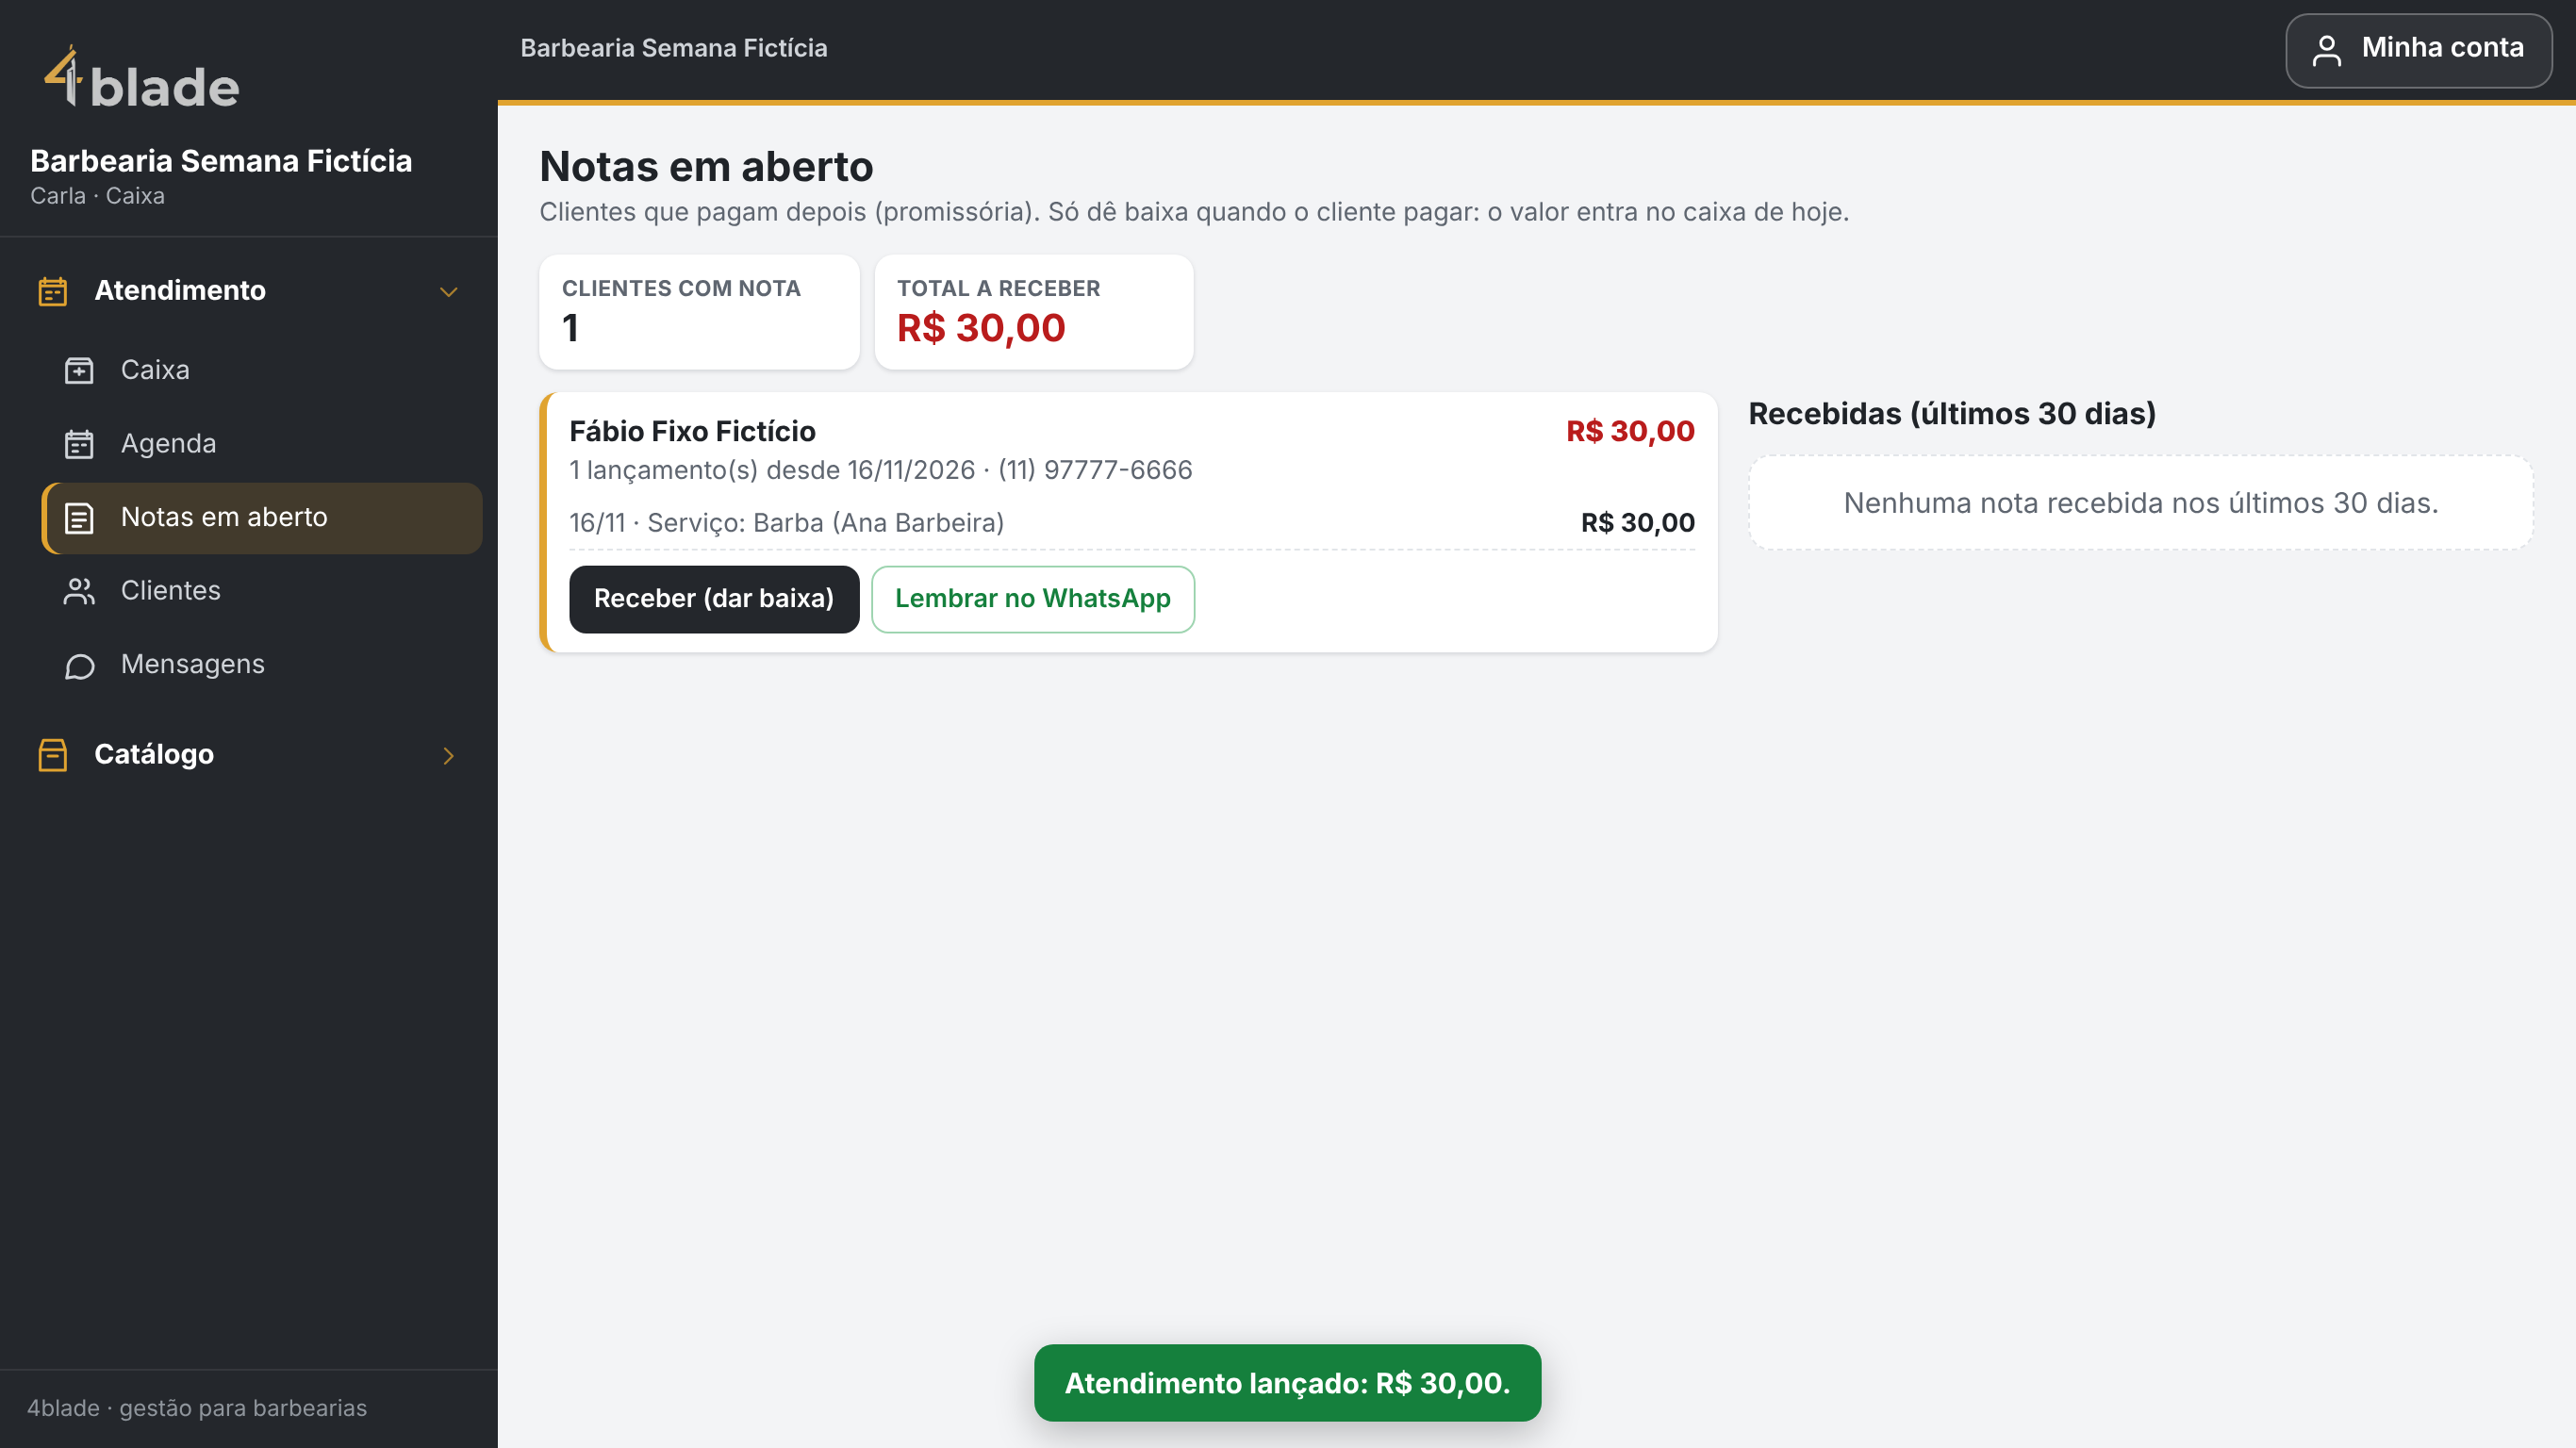 4blade
Barbearia Semana Fictícia
Carla · Caixa
Atendimento
Caixa
Agenda
Notas em aberto
Clientes
Mensagens
Catálogo
4blade · gestão para barbearias
Barbearia Semana Fictícia
Minha conta
Notas em aberto
Clientes que pagam depois (promissória). Só dê baixa quando o cliente pagar: o valor entra no caixa de hoje.
CLIENTES COM NOTA
1
TOTAL A RECEBER
R$ 30,00
Fábio Fixo Fictício R$ 30,00
1 lançamento(s) desde 16/11/2026 · (11) 97777-6666
16/11 · Serviço: Barba (Ana Barbeira) R$ 30,00
Receber (dar baixa) Lembrar no WhatsApp
Recebidas (últimos 30 dias)
Nenhuma nota recebida nos últimos 30 dias.
Atendimento lançado: R$ 30,00.